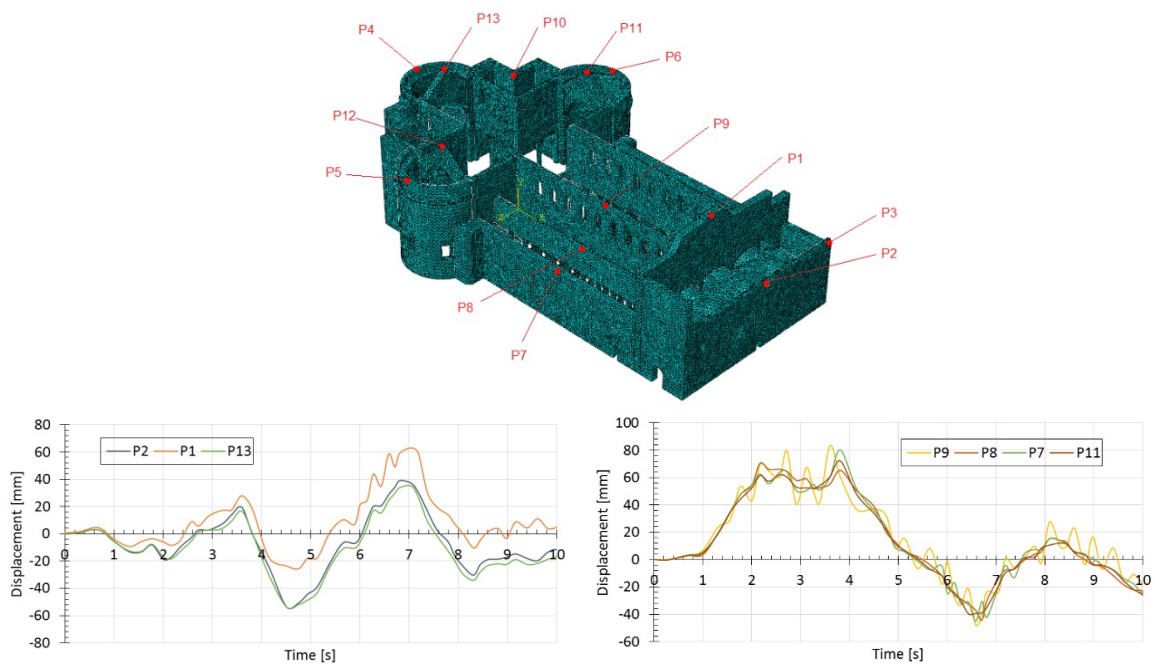 P4
P13
P10
P11
P6
P12
P9
P5
P1
P3
P2
P8
P7
Y
Z
X
80
60
40
20
0
-20
-40
-60
-80
Displacement [mm]
P2 P1 P13
0 1 2 3 4 5 6 7 8 9 10
Time [s]
100
80
60
40
20
0
-20
-40
-60
Displacement [mm]
P9 P8 P7 P11
0 1 2 3 4 5 6 7 8 9 10
Time [s]